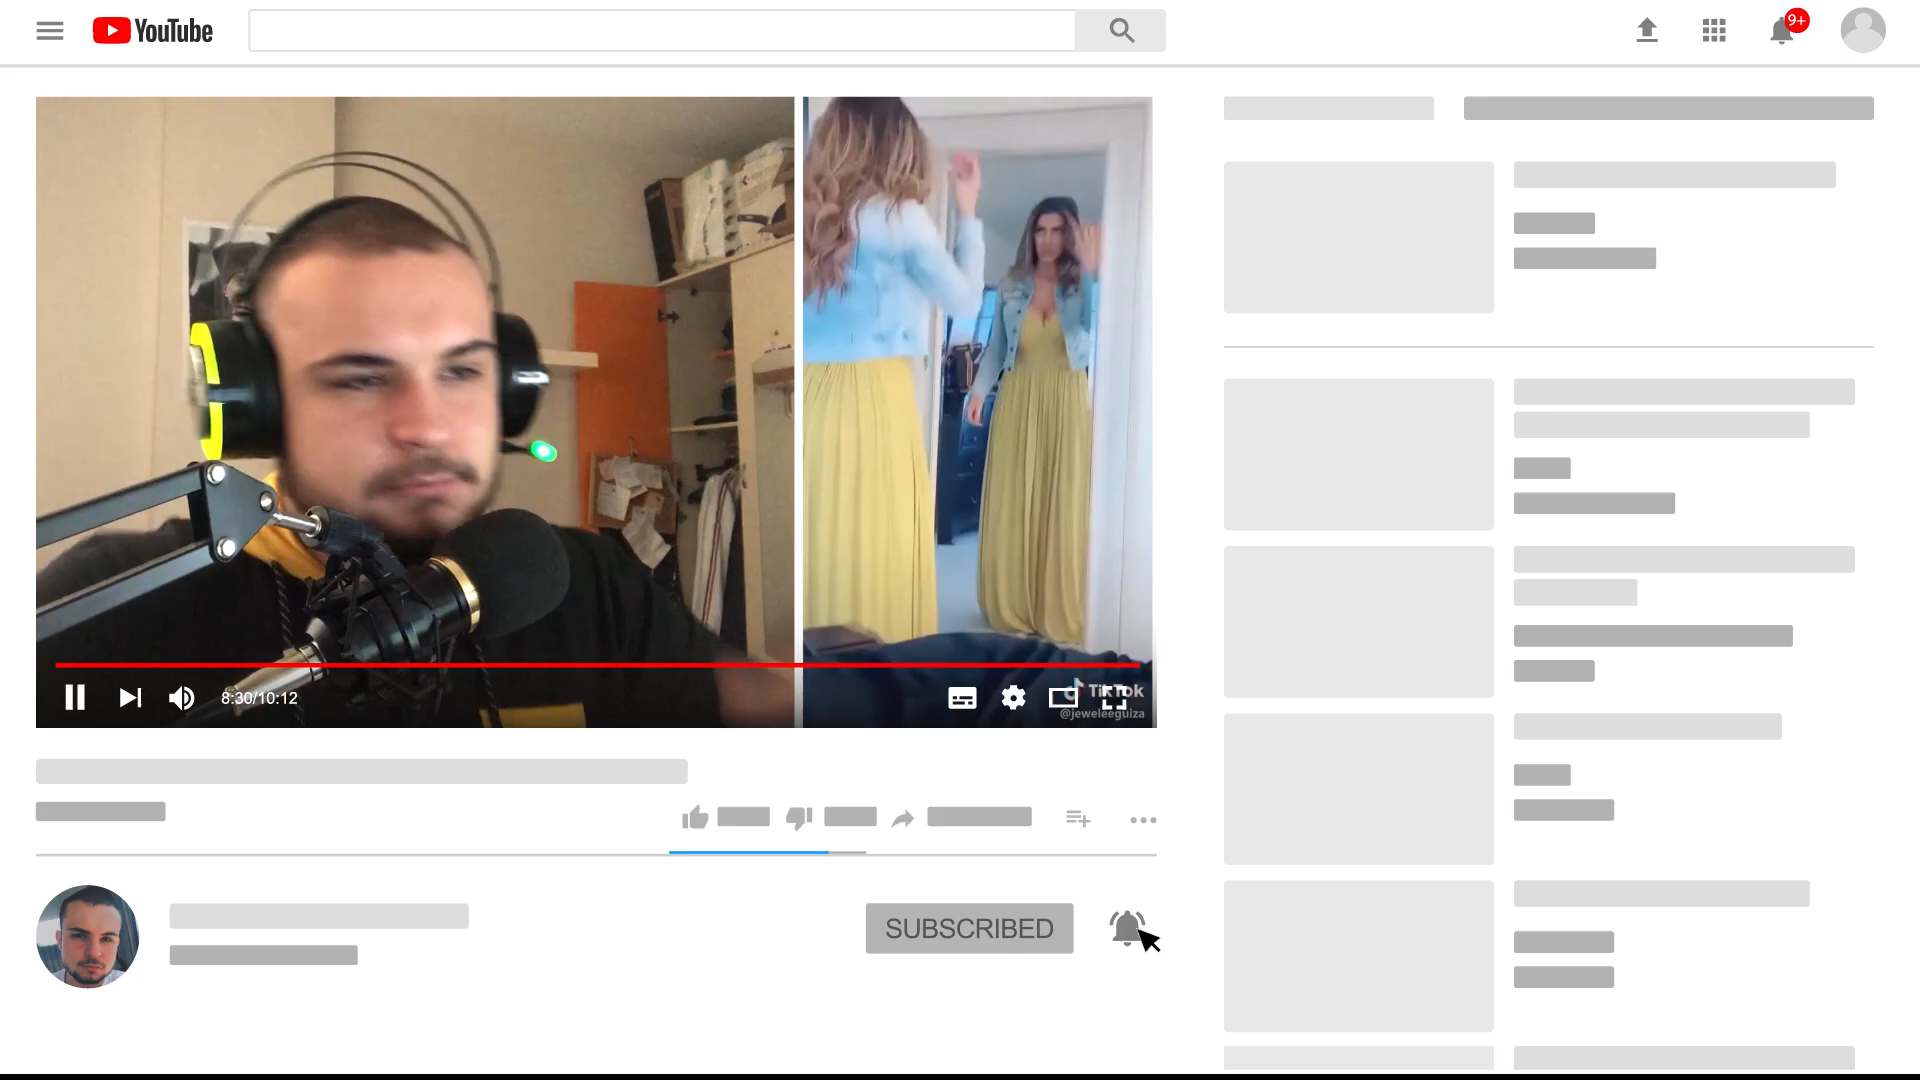 YouTube
9+
8:30/10:12
TikTok
@jeweleeguiza
SUBSCRIBED